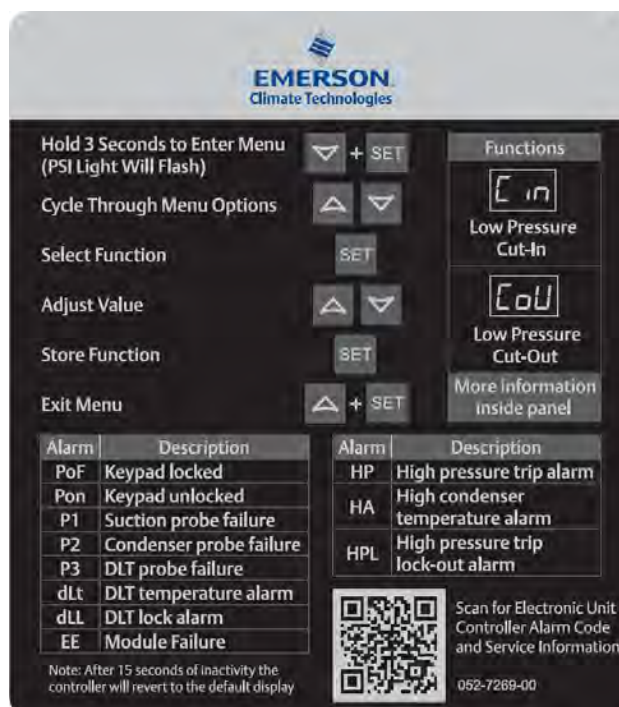 EMERSON
Climate Technologies
Hold 3 Seconds to Enter Menu
(PSI Light Will Flash)
+ SET
Cycle Through Menu Options
Select Function
SET
Adjust Value
Store Function
SET
Exit Menu
+ SET
Functions
C in
Low Pressure
Cut-In
CoU
Low Pressure
Cut-Out
More information
inside panel
Alarm Description
PoF Keypad locked
Pon Keypad unlocked
P1 Suction probe failure
P2 Condenser probe failure
P3 DLT probe failure
dLt DLT temperature alarm
dLL DLT lock alarm
EE Module Failure
Note: After 15 seconds of inactivity the
controller will revert to the default display
Alarm Description
HP High pressure trip alarm
HA High condenser
temperature alarm
HPL High pressure trip
lock-out alarm
Scan for Electronic Unit
Controller Alarm Code
and Service Information
052-7269-00